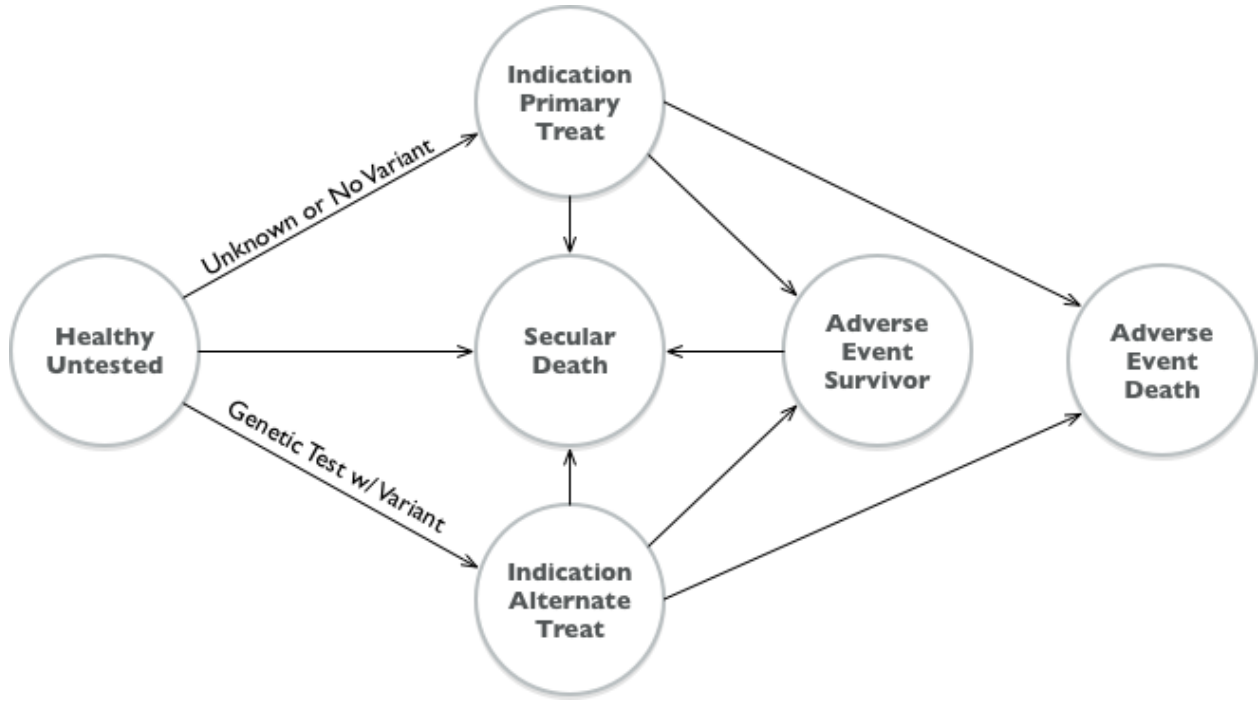 Indication
Primary
Treat
Unknown or No Variant
Healthy
Untested
Secular
Death
Adverse
Event
Survivor
Adverse
Event
Death
Genetic Test w/ Variant
Indication
Alternate
Treat